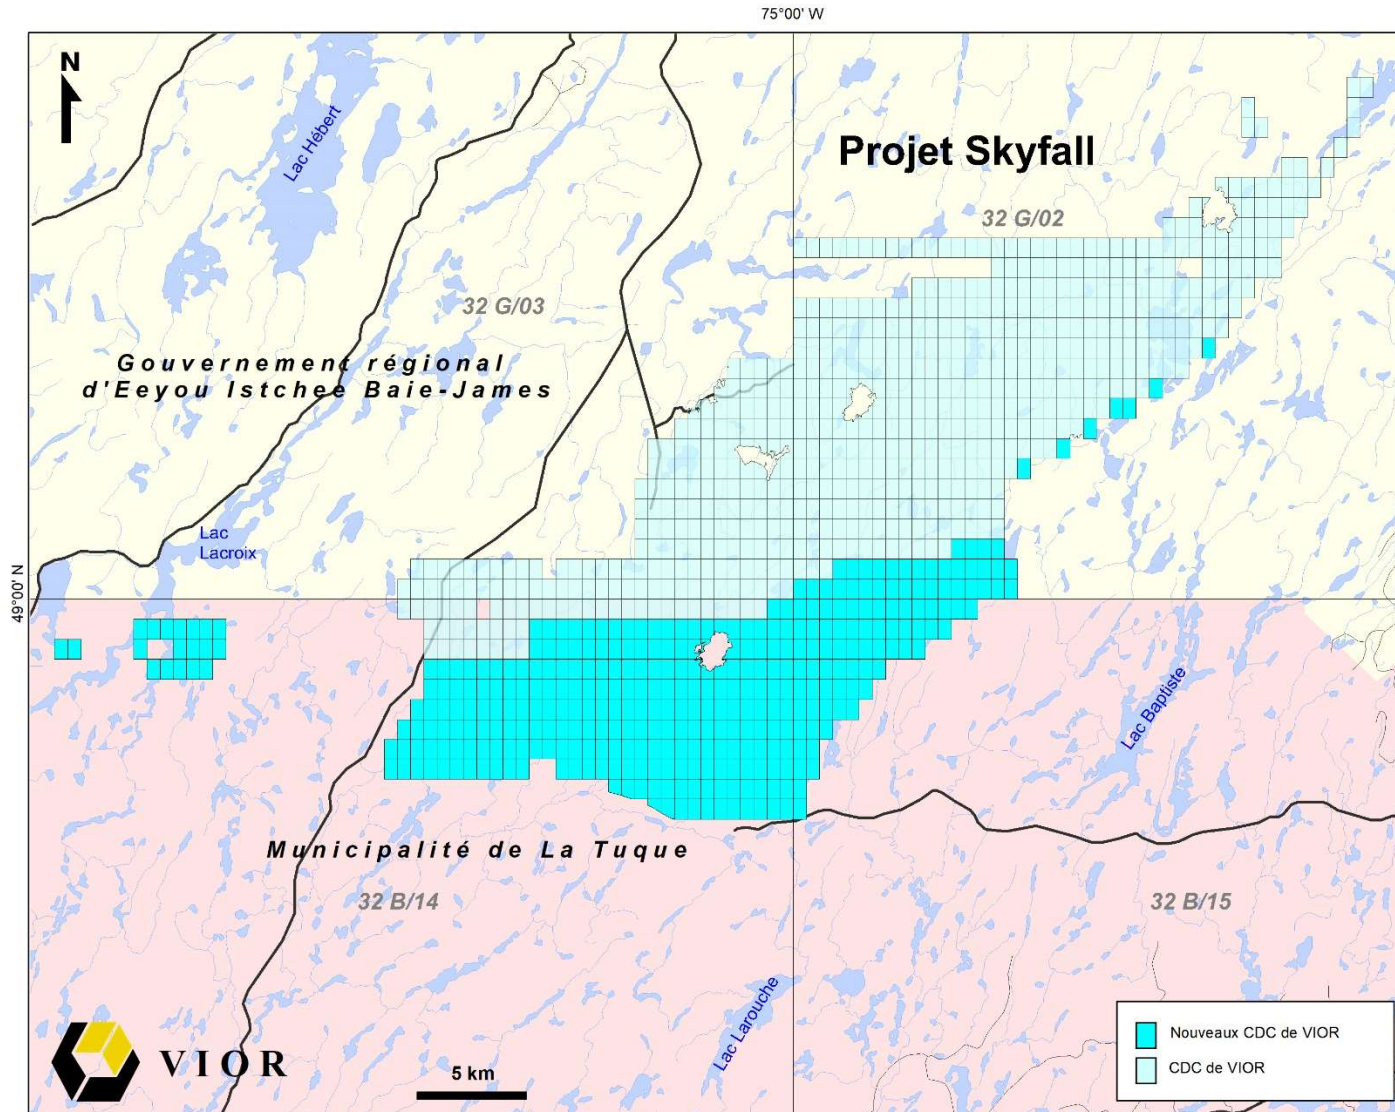 75°00' W
N
Lac Hébert
Projet Skyfall
32 G/02
32 G/03
Gouvernement régional
d'Eeyou Istchee Baie-James
Lac
Lacroix
49°00' N
Lac Baptiste
Municipalité de La Tuque
32 B/14
32 B/15
Lac Larouche
Nouveaux CDC de VIOR
CDC de VIOR
VIOR
5 km